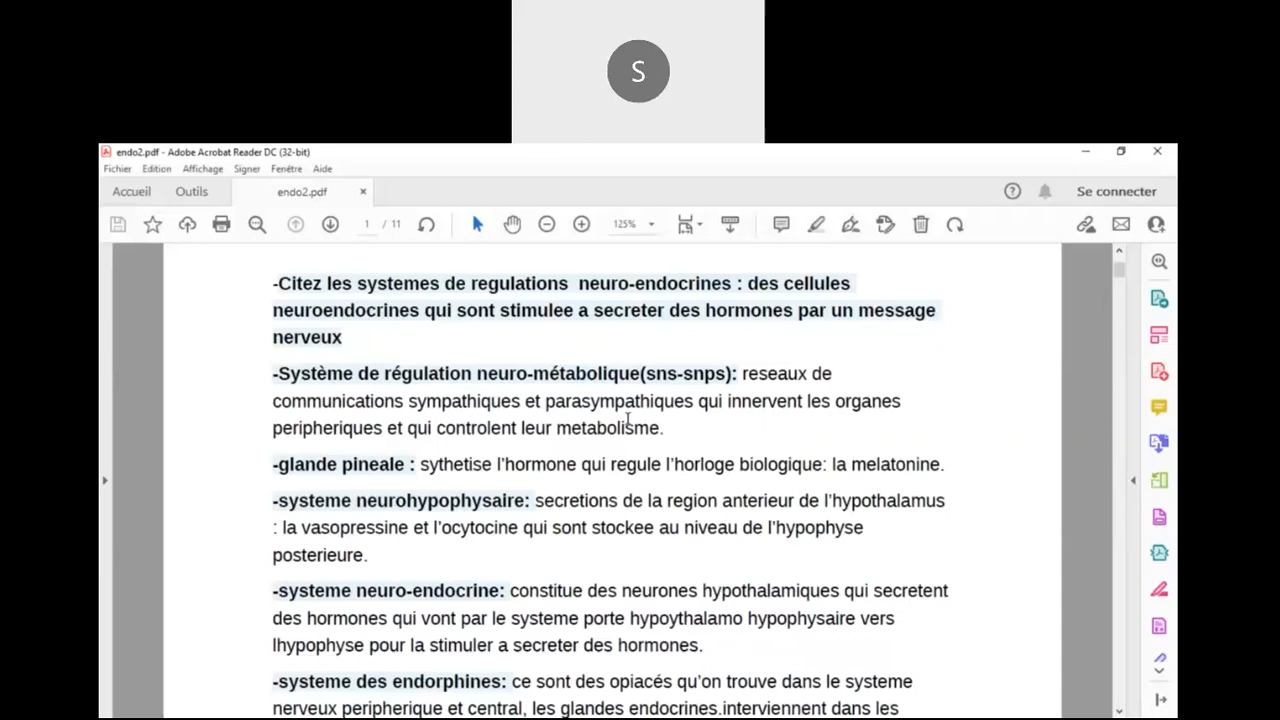 S
endo2.pdf - Adobe Acrobat Reader DC (32-bit)
Fichier Edition Affichage Signer Fenêtre Aide
Accueil Outils endo2.pdf × Se connecter
1 / 11 125%
-Citez les systemes de regulations  neuro-endocrines : des cellules
neuroendocrines qui sont stimulee a secreter des hormones par un message
nerveux
-Système de régulation neuro-métabolique(sns-snps): reseaux de
communications sympathiques et parasympathiques qui innervent les organes
peripheriques et qui controlent leur metabolisme.
-glande pineale : sythetise l’hormone qui regule l’horloge biologique: la melatonine.
-systeme neurohypophysaire: secretions de la region anterieur de l’hypothalamus
: la vasopressine et l’ocytocine qui sont stockee au niveau de l’hypophyse
posterieure.
-systeme neuro-endocrine: constitue des neurones hypothalamiques qui secretent
des hormones qui vont par le systeme porte hypoythalamo hypophysaire vers
lhypophyse pour la stimuler a secreter des hormones.
-systeme des endorphines: ce sont des opiacés qu’on trouve dans le systeme
nerveux peripherique et central, les glandes endocrines.interviennent dans les